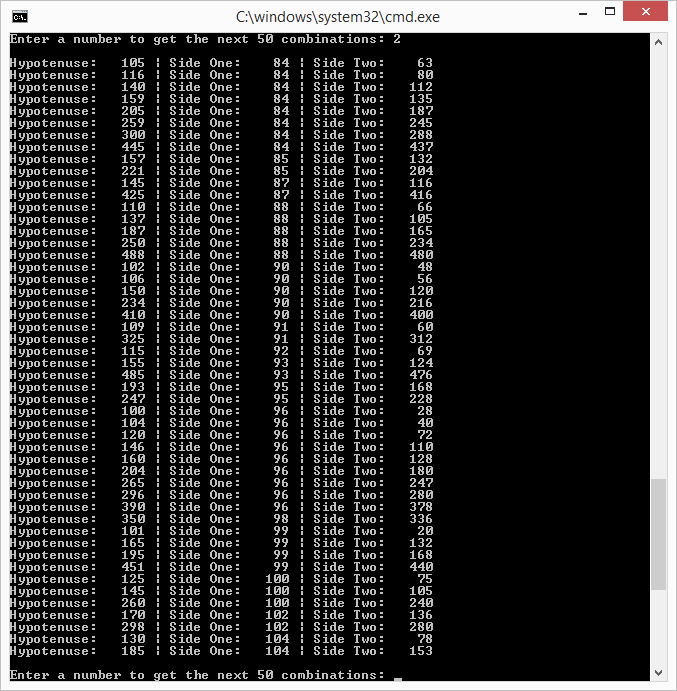 C:\windows\system32\cmd.exe
Enter a number to get the next 50 combinations: 2
Hypotenuse:   105 ¦ Side One:    84 ¦ Side Two:    63
Hypotenuse:   116 ¦ Side One:    84 ¦ Side Two:    80
Hypotenuse:   140 ¦ Side One:    84 ¦ Side Two:   112
Hypotenuse:   159 ¦ Side One:    84 ¦ Side Two:   135
Hypotenuse:   205 ¦ Side One:    84 ¦ Side Two:   187
Hypotenuse:   259 ¦ Side One:    84 ¦ Side Two:   245
Hypotenuse:   300 ¦ Side One:    84 ¦ Side Two:   288
Hypotenuse:   445 ¦ Side One:    84 ¦ Side Two:   437
Hypotenuse:   157 ¦ Side One:    85 ¦ Side Two:   132
Hypotenuse:   221 ¦ Side One:    85 ¦ Side Two:   204
Hypotenuse:   145 ¦ Side One:    87 ¦ Side Two:   116
Hypotenuse:   425 ¦ Side One:    87 ¦ Side Two:   416
Hypotenuse:   110 ¦ Side One:    88 ¦ Side Two:    66
Hypotenuse:   137 ¦ Side One:    88 ¦ Side Two:   105
Hypotenuse:   187 ¦ Side One:    88 ¦ Side Two:   165
Hypotenuse:   250 ¦ Side One:    88 ¦ Side Two:   234
Hypotenuse:   488 ¦ Side One:    88 ¦ Side Two:   480
Hypotenuse:   102 ¦ Side One:    90 ¦ Side Two:    48
Hypotenuse:   106 ¦ Side One:    90 ¦ Side Two:    56
Hypotenuse:   150 ¦ Side One:    90 ¦ Side Two:   120
Hypotenuse:   234 ¦ Side One:    90 ¦ Side Two:   216
Hypotenuse:   410 ¦ Side One:    90 ¦ Side Two:   400
Hypotenuse:   109 ¦ Side One:    91 ¦ Side Two:    60
Hypotenuse:   325 ¦ Side One:    91 ¦ Side Two:   312
Hypotenuse:   115 ¦ Side One:    92 ¦ Side Two:    69
Hypotenuse:   155 ¦ Side One:    93 ¦ Side Two:   124
Hypotenuse:   485 ¦ Side One:    93 ¦ Side Two:   476
Hypotenuse:   193 ¦ Side One:    95 ¦ Side Two:   168
Hypotenuse:   247 ¦ Side One:    95 ¦ Side Two:   228
Hypotenuse:   100 ¦ Side One:    96 ¦ Side Two:    28
Hypotenuse:   104 ¦ Side One:    96 ¦ Side Two:    40
Hypotenuse:   120 ¦ Side One:    96 ¦ Side Two:    72
Hypotenuse:   146 ¦ Side One:    96 ¦ Side Two:   110
Hypotenuse:   160 ¦ Side One:    96 ¦ Side Two:   128
Hypotenuse:   204 ¦ Side One:    96 ¦ Side Two:   180
Hypotenuse:   265 ¦ Side One:    96 ¦ Side Two:   247
Hypotenuse:   296 ¦ Side One:    96 ¦ Side Two:   280
Hypotenuse:   390 ¦ Side One:    96 ¦ Side Two:   378
Hypotenuse:   350 ¦ Side One:    98 ¦ Side Two:   336
Hypotenuse:   101 ¦ Side One:    99 ¦ Side Two:    20
Hypotenuse:   165 ¦ Side One:    99 ¦ Side Two:   132
Hypotenuse:   195 ¦ Side One:    99 ¦ Side Two:   168
Hypotenuse:   451 ¦ Side One:    99 ¦ Side Two:   440
Hypotenuse:   125 ¦ Side One:   100 ¦ Side Two:    75
Hypotenuse:   145 ¦ Side One:   100 ¦ Side Two:   105
Hypotenuse:   260 ¦ Side One:   100 ¦ Side Two:   240
Hypotenuse:   170 ¦ Side One:   102 ¦ Side Two:   136
Hypotenuse:   298 ¦ Side One:   102 ¦ Side Two:   280
Hypotenuse:   130 ¦ Side One:   104 ¦ Side Two:    78
Hypotenuse:   185 ¦ Side One:   104 ¦ Side Two:   153
Enter a number to get the next 50 combinations: _